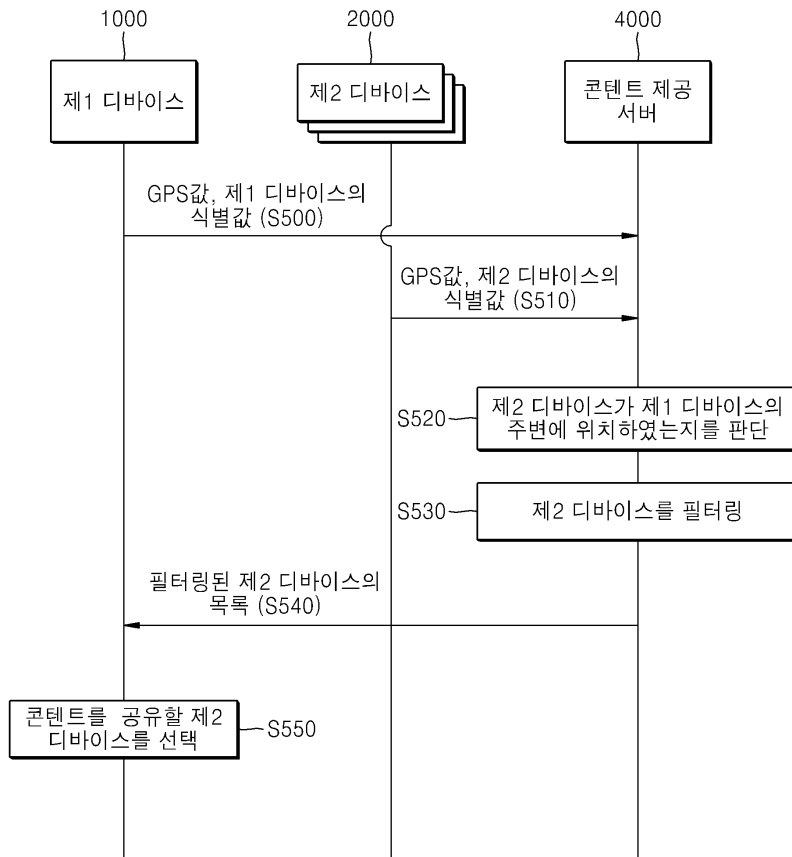 1000
2000
4000
제1 디바이스
제2 디바이스
콘텐트 제공
서버
GPS값, 제1 디바이스의
식별값 (S500)
GPS값, 제2 디바이스의
식별값 (S510)
S520
제2 디바이스가 제1 디바이스의
주변에 위치하였는지를 판단
S530
제2 디바이스를 필터링
필터링된 제2 디바이스의
목록 (S540)
콘텐트를 공유할 제2
디바이스를 선택
S550